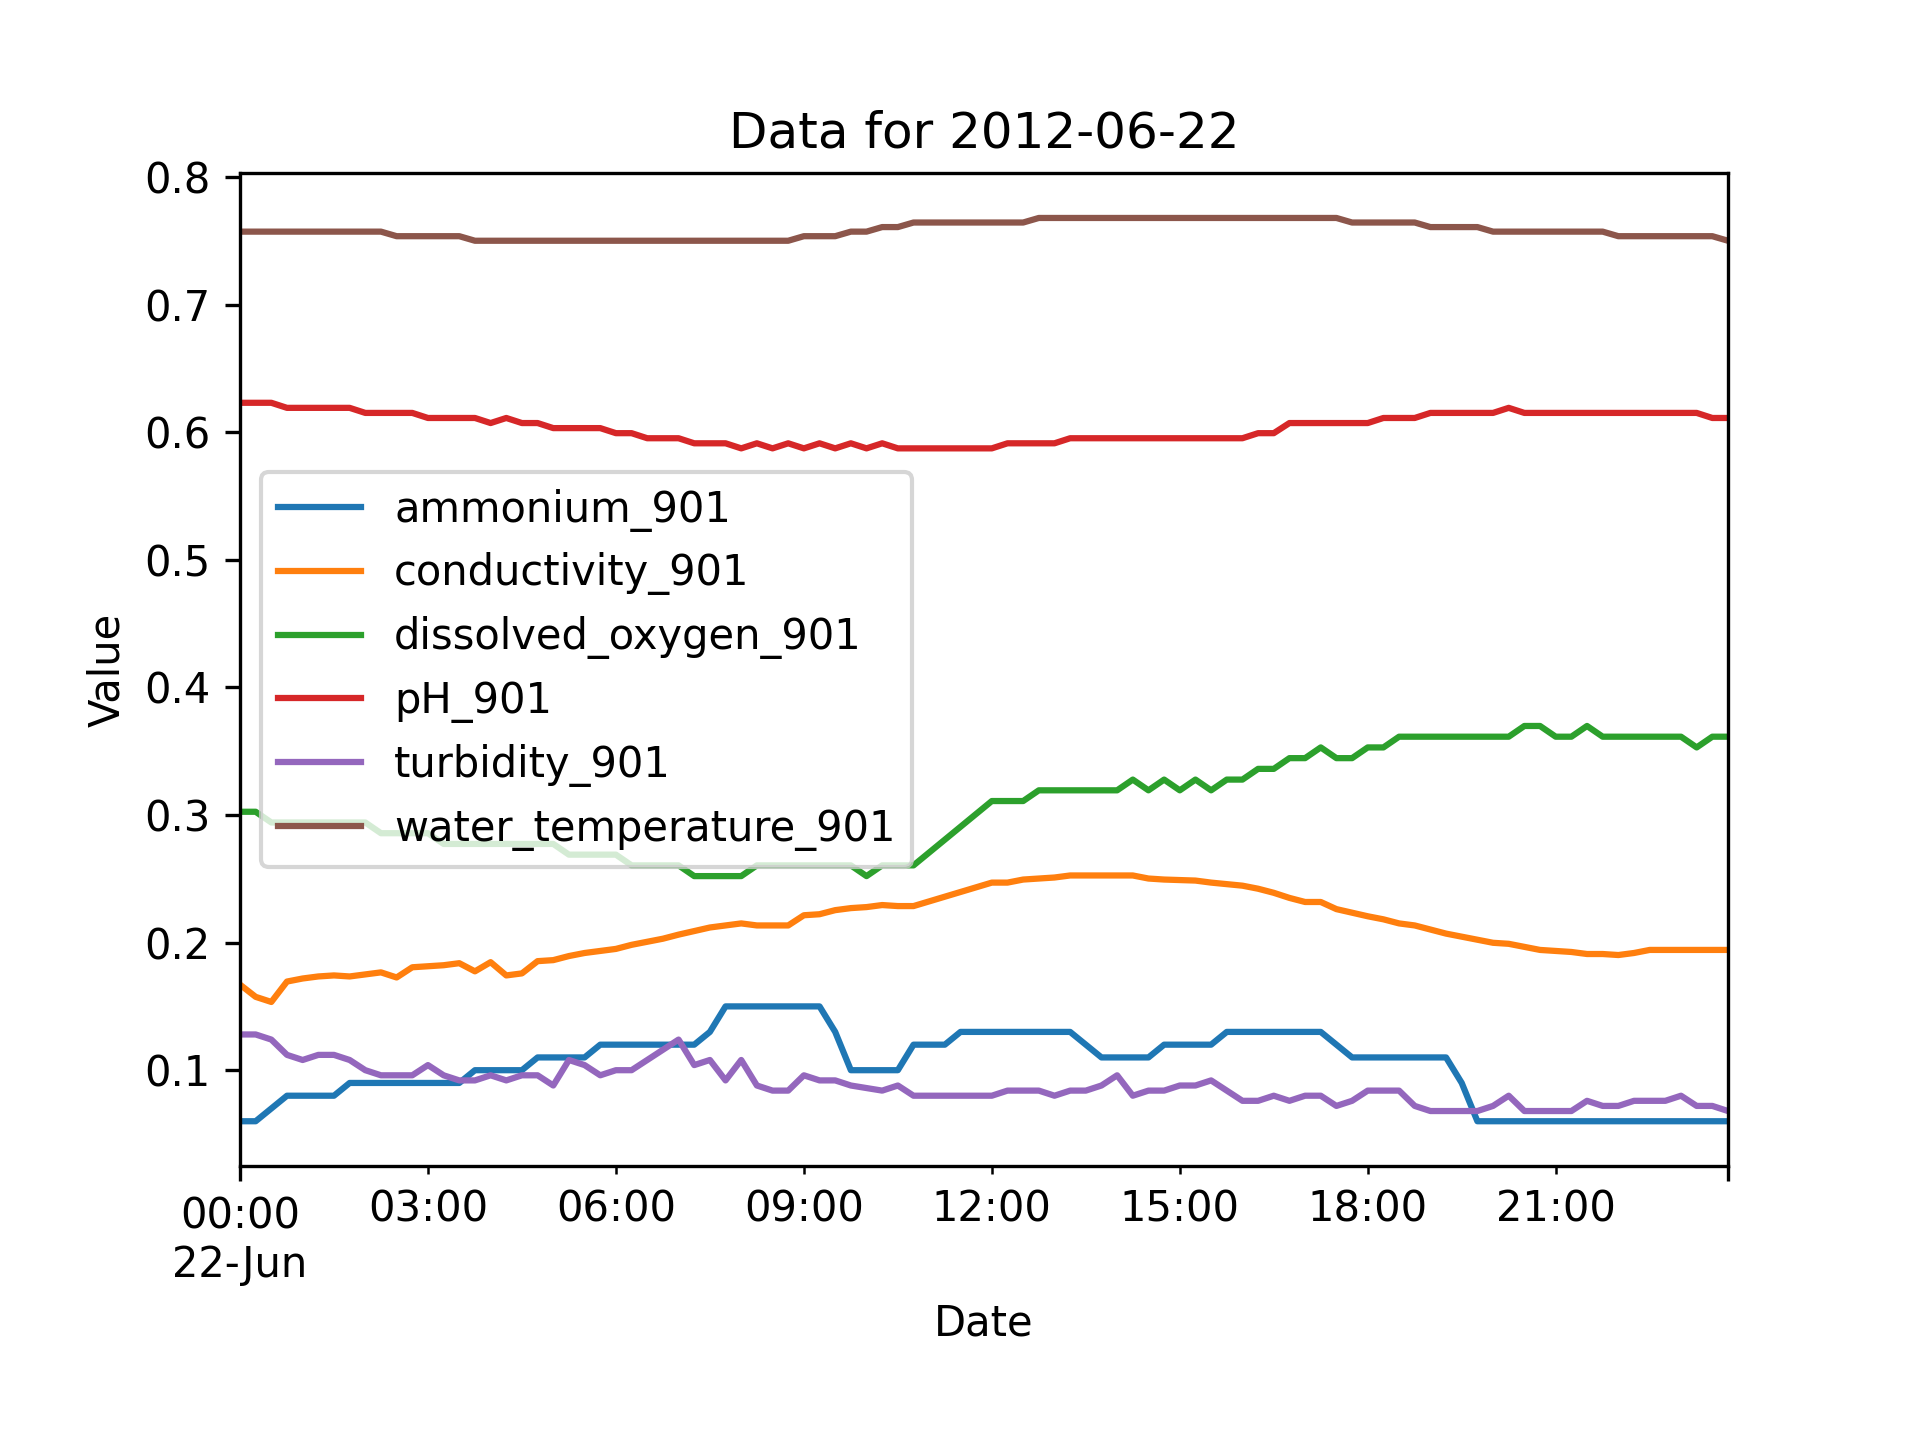 Data for 2012-06-22
0.8
0.7
0.6
0.5
0.4
0.3
0.2
0.1
Value
ammonium_901
conductivity_901
dissolved_oxygen_901
pH_901
turbidity_901
water_temperature_901
00:00 03:00 06:00 09:00 12:00 15:00 18:00 21:00
22-Jun
Date